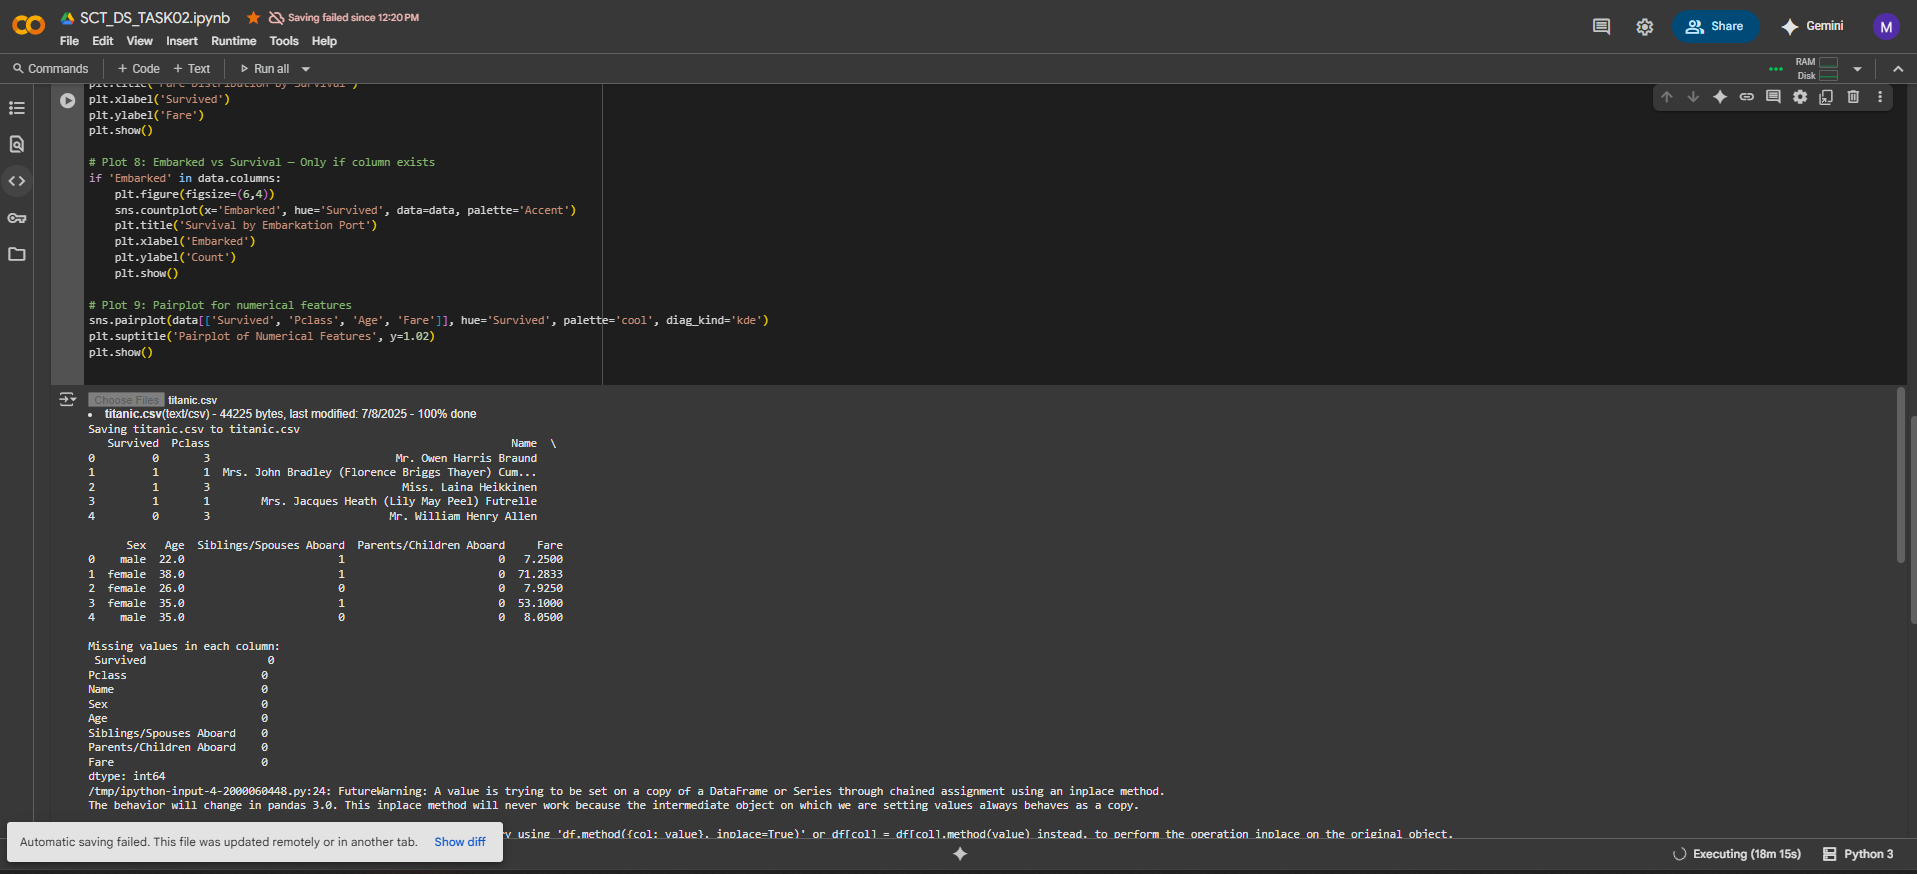 SCT_DS_TASK02.ipynb
Saving failed since 12:20 PM
File Edit View Insert Runtime Tools Help
Share
Gemini
M
Commands + Code + Text Run all
RAM
Disk
plt.title('Fare Distribution by Survival')
plt.xlabel('Survived')
plt.ylabel('Fare')
plt.show()
# Plot 8: Embarked vs Survival — Only if column exists
if 'Embarked' in data.columns:
    plt.figure(figsize=(6,4))
    sns.countplot(x='Embarked', hue='Survived', data=data, palette='Accent')
    plt.title('Survival by Embarkation Port')
    plt.xlabel('Embarked')
    plt.ylabel('Count')
    plt.show()
# Plot 9: Pairplot for numerical features
sns.pairplot(data[['Survived', 'Pclass', 'Age', 'Fare']], hue='Survived', palette='cool', diag_kind='kde')
plt.suptitle('Pairplot of Numerical Features', y=1.02)
plt.show()
Choose Files titanic.csv
• titanic.csv(text/csv) - 44225 bytes, last modified: 7/8/2025 - 100% done
Saving titanic.csv to titanic.csv
   Survived  Pclass                                               Name  \
0         0       3                             Mr. Owen Harris Braund
1         1       1  Mrs. John Bradley (Florence Briggs Thayer) Cum...
2         1       3                              Miss. Laina Heikkinen
3         1       1        Mrs. Jacques Heath (Lily May Peel) Futrelle
4         0       3                            Mr. William Henry Allen
      Sex   Age  Siblings/Spouses Aboard  Parents/Children Aboard     Fare
0    male  22.0                        1                        0   7.2500
1  female  38.0                        1                        0  71.2833
2  female  26.0                        0                        0   7.9250
3  female  35.0                        1                        0  53.1000
4    male  35.0                        0                        0   8.0500
Missing values in each column:
 Survived                   0
Pclass                     0
Name                       0
Sex                        0
Age                        0
Siblings/Spouses Aboard    0
Parents/Children Aboard    0
Fare                       0
dtype: int64
/tmp/ipython-input-4-2000060448.py:24: FutureWarning: A value is trying to be set on a copy of a DataFrame or Series through chained assignment using an inplace method.
The behavior will change in pandas 3.0. This inplace method will never work because the intermediate object on which we are setting values always behaves as a copy.
using 'df.method({col: value}, inplace=True)' or df[col] = df[col].method(value) instead, to perform the operation inplace on the original object.
Automatic saving failed. This file was updated remotely or in another tab. Show diff
Executing (18m 15s) Python 3